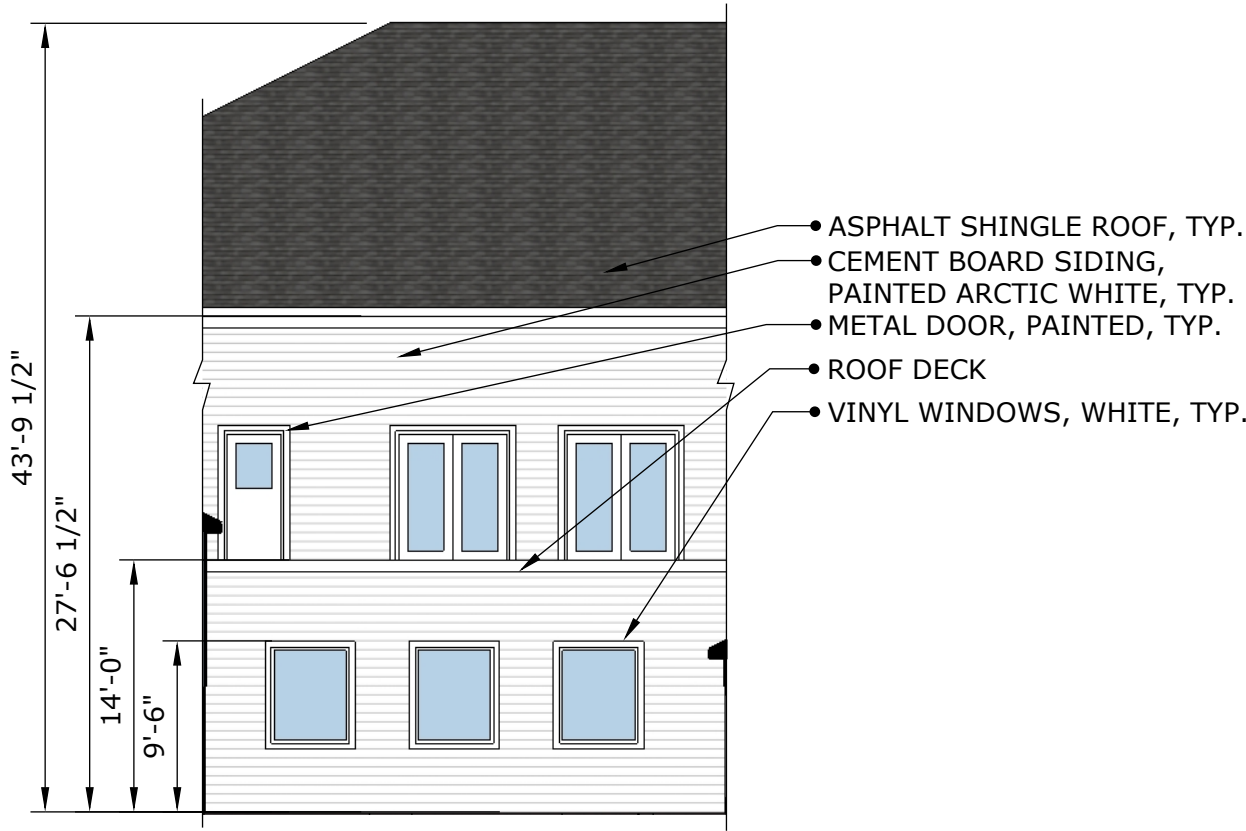 ASPHALT SHINGLE ROOF, TYP.
CEMENT BOARD SIDING,
PAINTED ARCTIC WHITE, TYP.
METAL DOOR, PAINTED, TYP.
ROOF DECK
VINYL WINDOWS, WHITE, TYP.
43'-9 1/2"
27'-6 1/2"
14'-0"
9'-6"